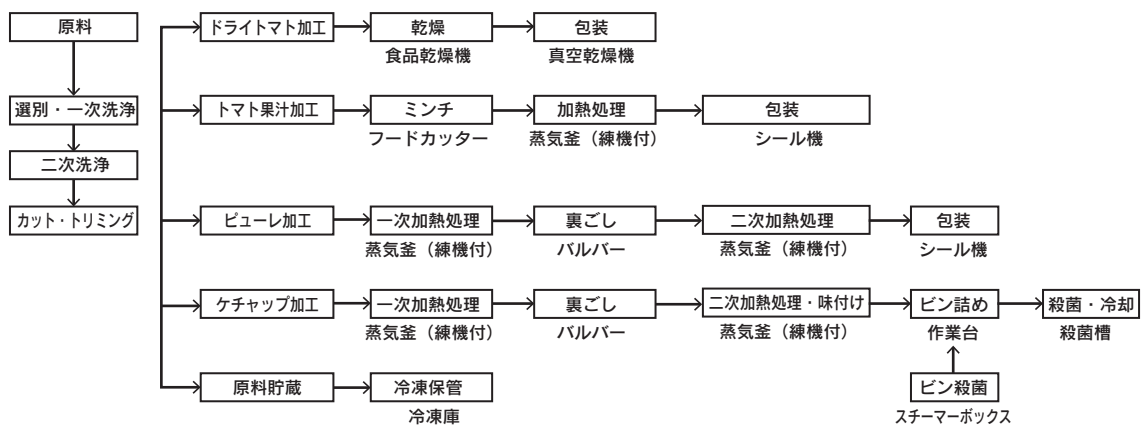 原料
選別・一次洗浄
二次洗浄
カット・トリミング
ドライトマト加工
乾燥
食品乾燥機
包装
真空乾燥機
トマト果汁加工
ミンチ
フードカッター
加熱処理
蒸気釜（練機付）
包装
シール機
ピューレ加工
一次加熱処理
蒸気釜（練機付）
裏ごし
バルバー
二次加熱処理
蒸気釜（練機付）
包装
シール機
ケチャップ加工
一次加熱処理
蒸気釜（練機付）
裏ごし
バルバー
二次加熱処理・味付け
蒸気釜（練機付）
ビン詰め
作業台
殺菌・冷却
殺菌槽
原料貯蔵
冷凍保管
冷凍庫
ビン殺菌
スチーマーボックス